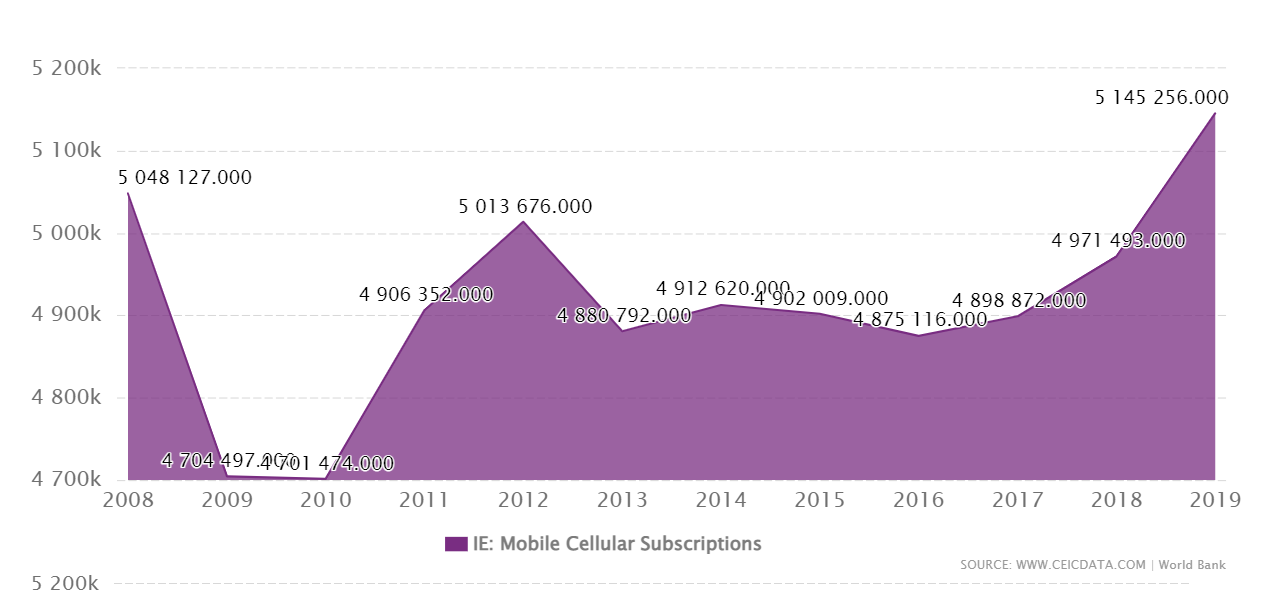 5 200k
5 145 256.000
5 100k
5 048 127.000
5 013 676.000
5 000k
4 971 493.000
4 906 352.000
4 912 620.000
4 902 009.000
4 898 872.000
4 900k
4 880 792.000
4 875 116.000
4 800k
4 704 497.000
4 701 474.000
4 700k
2008 2009 2010 2011 2012 2013 2014 2015 2016 2017 2018 2019
IE: Mobile Cellular Subscriptions
SOURCE: WWW.CEICDATA.COM | World Bank
5 200k